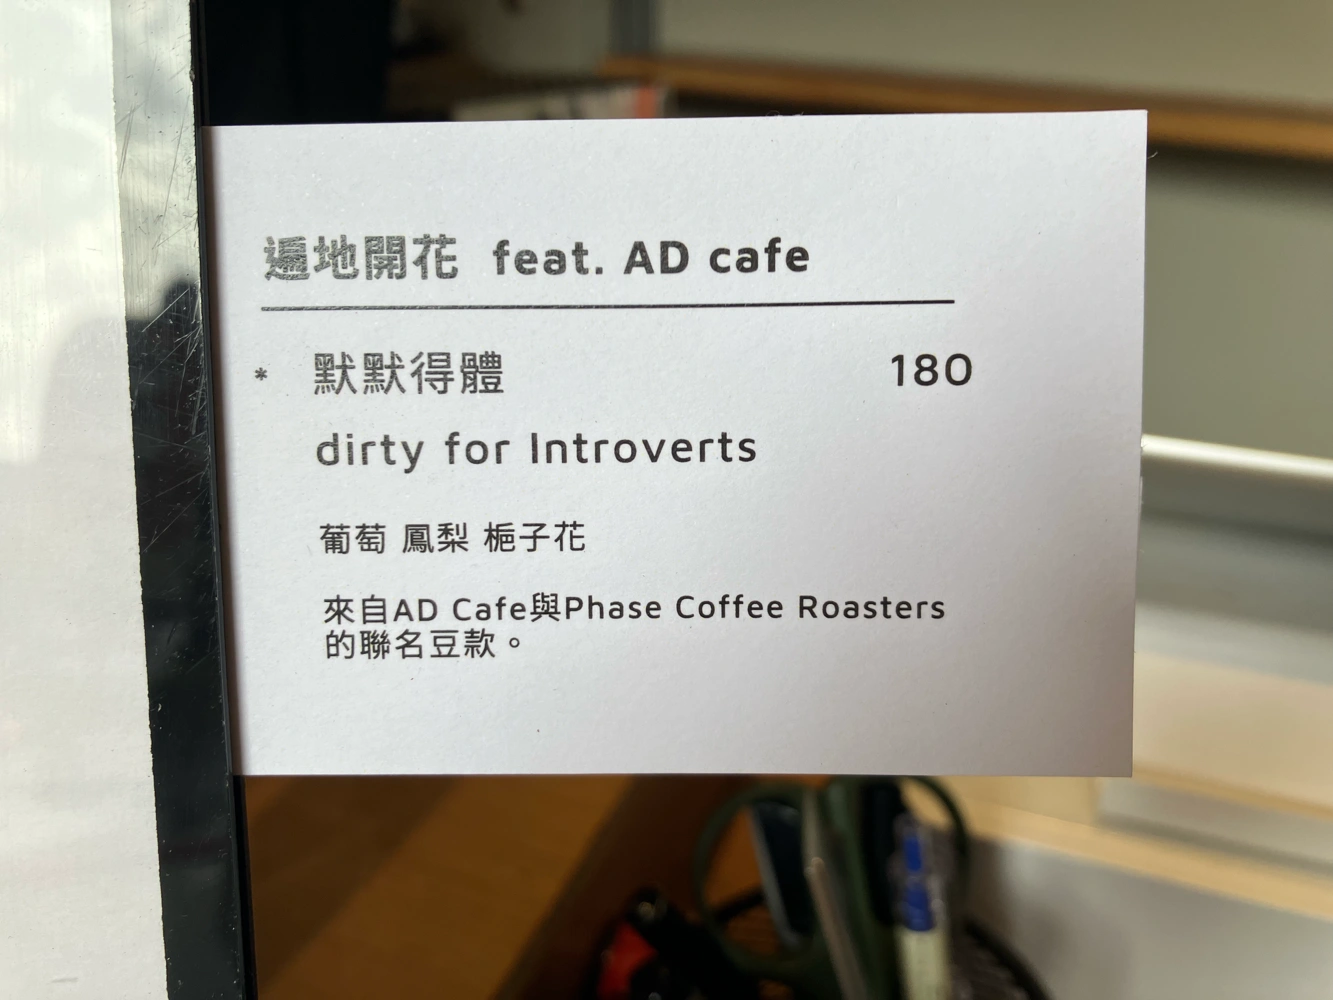 遍地開花 feat. AD cafe
* 默默得體 180
dirty for Introverts
葡萄 鳳梨 梔子花
來自AD Cafe與Phase Coffee Roasters
的聯名豆款。